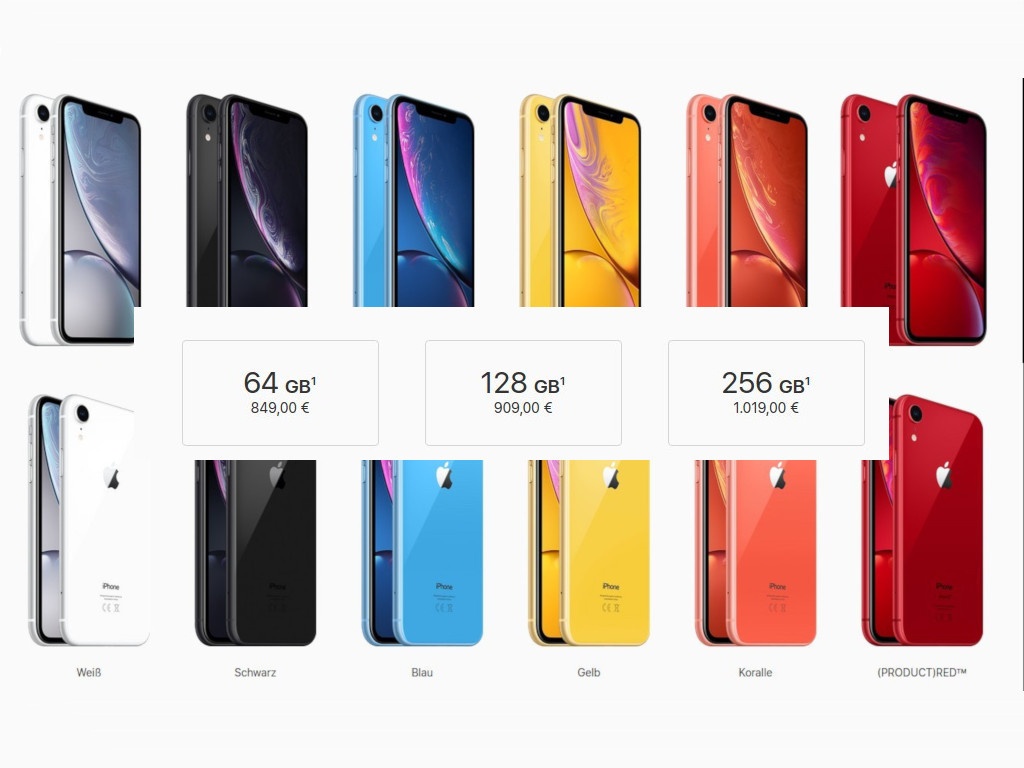 64 GB¹
849,00 €
128 GB¹
909,00 €
256 GB¹
1.019,00 €
iPhone
iPhone
iPhone
iPhone
iPhone
iPhone
Weiß
Schwarz
Blau
Gelb
Koralle
(PRODUCT)RED™